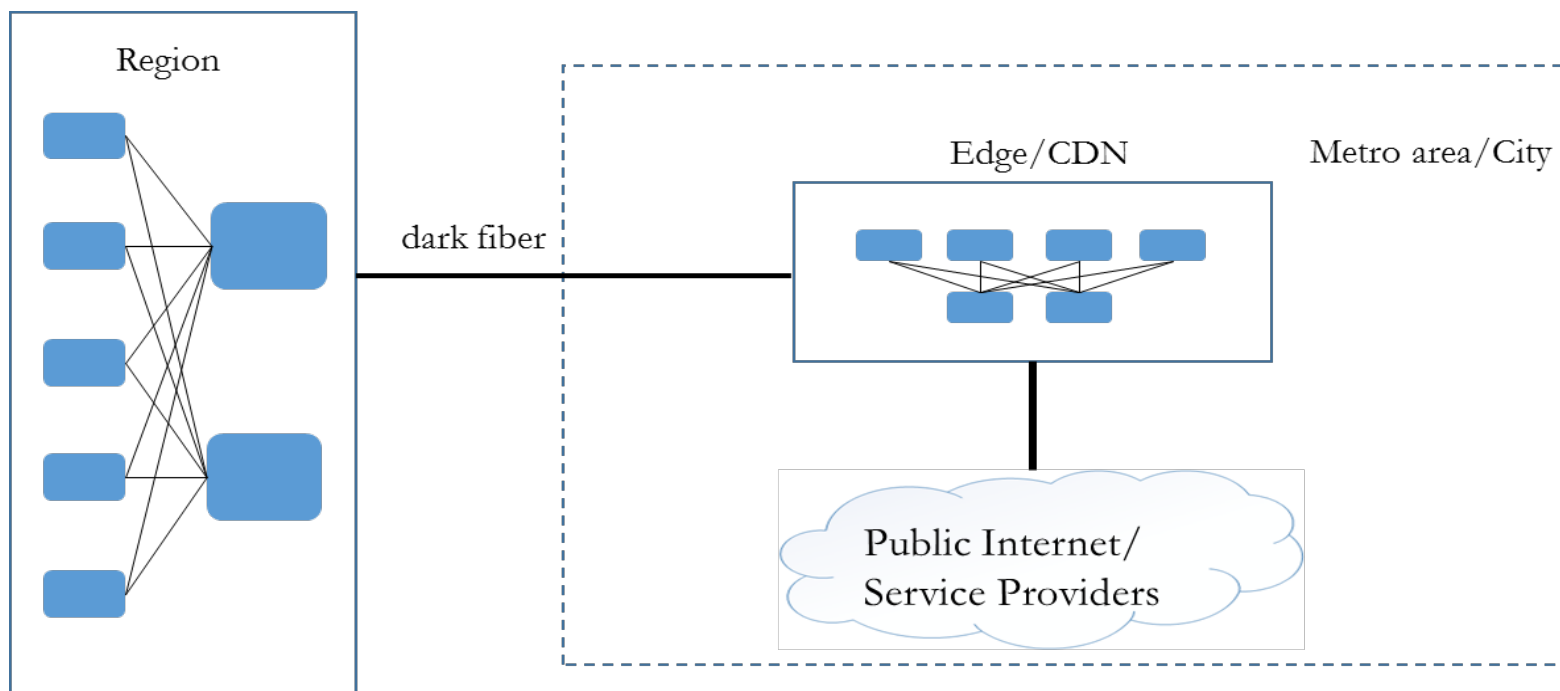 Region
dark fiber
Edge/CDN
Metro area/City
Public Internet/
Service Providers